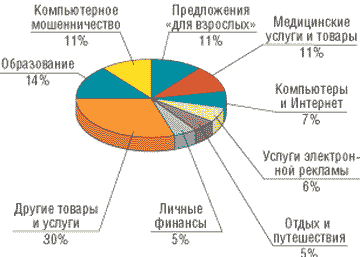 Компьютерное
мошенничество
11%
Предложения
«для взрослых»
11%
Медицинские
услуги и товары
11%
Образование
14%
Компьютеры
и Интернет
7%
Услуги электрон-
ной рекламы
6%
Другие товары
и услуги
30%
Личные
финансы
5%
Отдых и
путешествия
5%